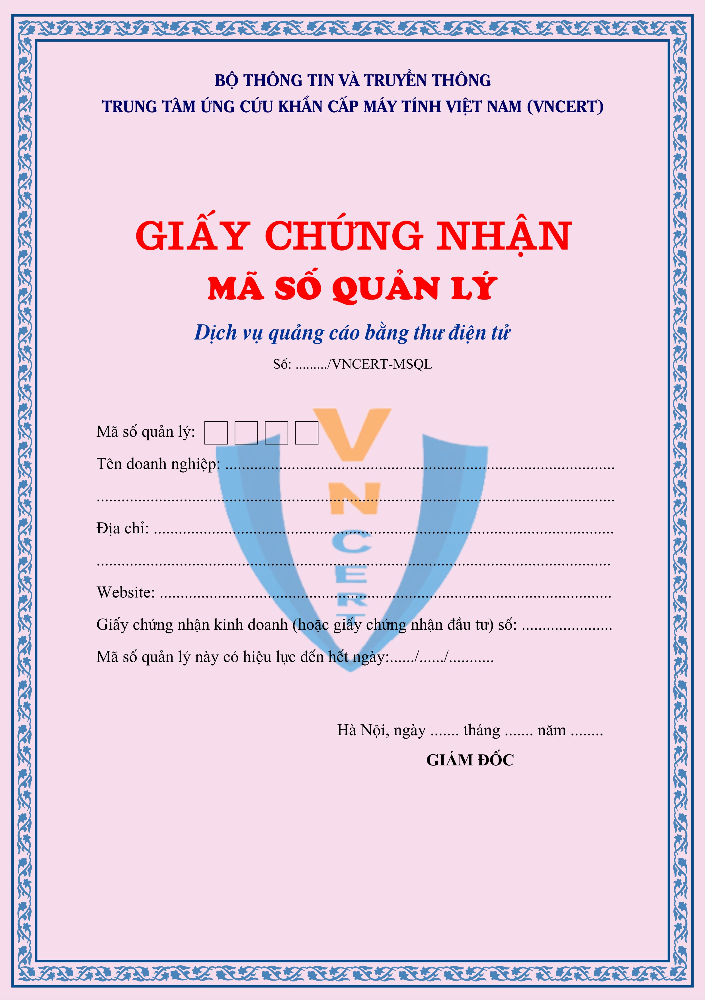 BỘ THÔNG TIN VÀ TRUYỀN THÔNG
TRUNG TÂM ỨNG CỨU KHẨN CẤP MÁY TÍNH VIỆT NAM (VNCERT)
GIẤY CHỨNG NHẬN
MÃ SỐ QUẢN LÝ
Dịch vụ quảng cáo bằng thư điện tử
Số: ........./VNCERT-MSQL
Mã số quản lý:
Tên doanh nghiệp: ..............................................................................................
.............................................................................................................................
Địa chỉ: ...............................................................................................................
............................................................................................................................
Website: .............................................................................................................
Giấy chứng nhận kinh doanh (hoặc giấy chứng nhận đầu tư) số: ......................
Mã số quản lý này có hiệu lực đến hết ngày:....../....../...........
V
N
C
E
R
T
Hà Nội, ngày ....... tháng ....... năm ........
GIÁM ĐỐC